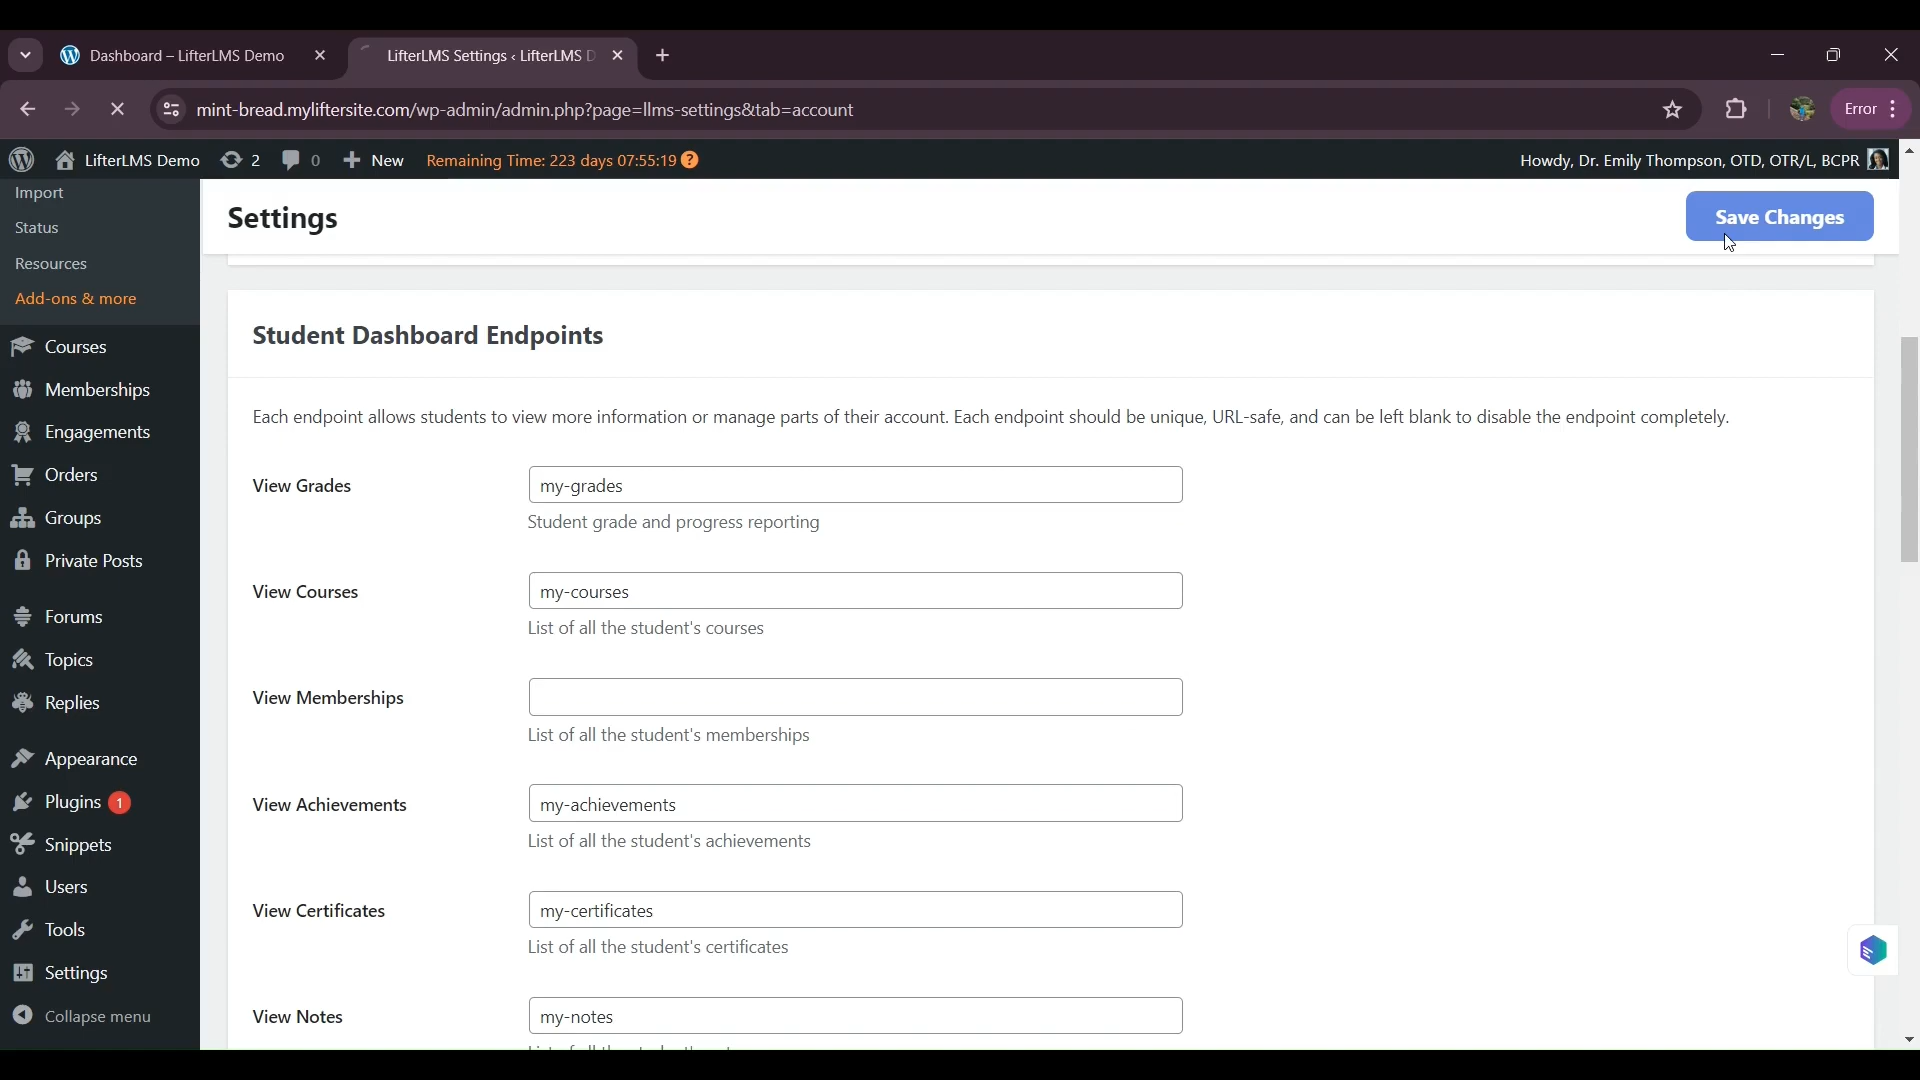 Dashboard – LifterLMS Demo
LifterLMS Settings ‹ LifterLMS D
mint-bread.myliftersite.com/wp-admin/admin.php?page=llms-settings&tab=account
Error
LifterLMS Demo
2
0
New
Remaining Time: 223 days 07:55:19
?
Howdy, Dr. Emily Thompson, OTD, OTR/L, BCPR
Import
Status
Resources
Add-ons & more
Courses
Memberships
Engagements
Orders
Groups
Private Posts
Forums
Topics
Replies
Appearance
Plugins 1
Snippets
Users
Tools
Settings
Collapse menu
Settings
Save Changes
Student Dashboard Endpoints
Each endpoint allows students to view more information or manage parts of their account. Each endpoint should be unique, URL-safe, and can be left blank to disable the endpoint completely.
View Grades
my-grades
Student grade and progress reporting
View Courses
my-courses
List of all the student's courses
View Memberships
List of all the student's memberships
View Achievements
my-achievements
List of all the student's achievements
View Certificates
my-certificates
List of all the student's certificates
View Notes
my-notes